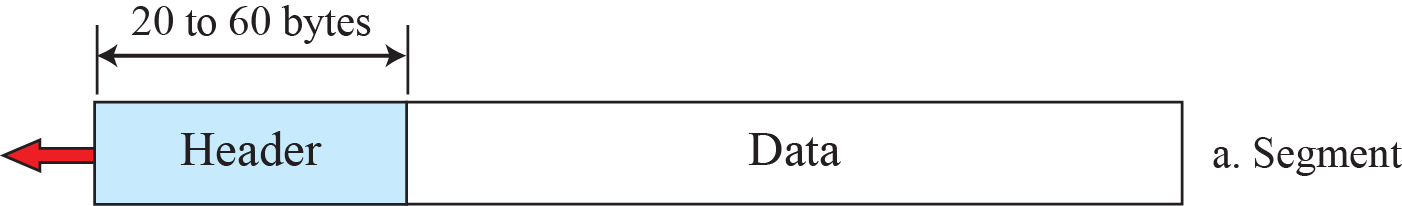 20 to 60 bytes
Header
Data
a. Segment